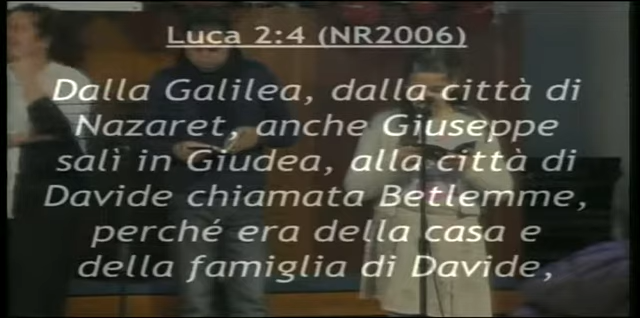 Luca 2:4 (NR2006)
Dalla Galilea, dalla città di
Nazaret, anche Giuseppe
salì in Giudea, alla città di
Davide chiamata Betlemme,
perché era della casa e
della famiglia di Davide,